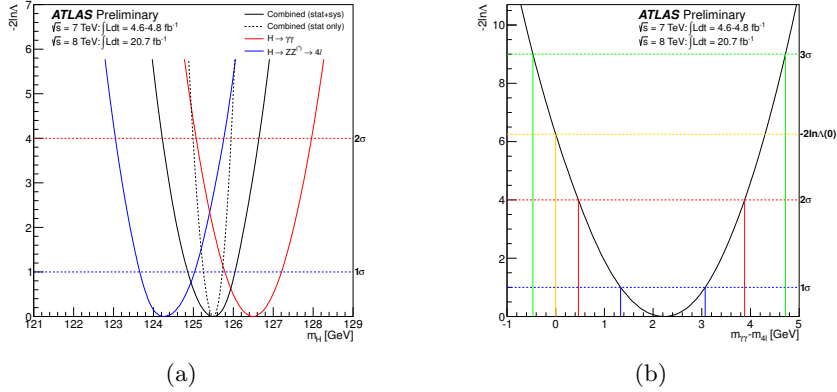 -2lnΛ
7
6
5
4
3
2
1
0
ATLAS Preliminary
√s = 7 TeV: ∫Ldt = 4.6-4.8 fb⁻¹
√s = 8 TeV: ∫Ldt = 20.7 fb⁻¹
Combined (stat+sys)
Combined (stat only)
H → γγ
H → ZZ⁽*⁾ → 4l
2σ
1σ
121 122 123 124 125 126 127 128 129
m_H [GeV]
(a)
-2lnΛ
10
8
6
4
2
0
ATLAS Preliminary
√s = 7 TeV: ∫Ldt = 4.6-4.8 fb⁻¹
√s = 8 TeV: ∫Ldt = 20.7 fb⁻¹
3σ
-2lnΛ(0)
2σ
1σ
-1 0 1 2 3 4 5
m_γγ-m_4l [GeV]
(b)